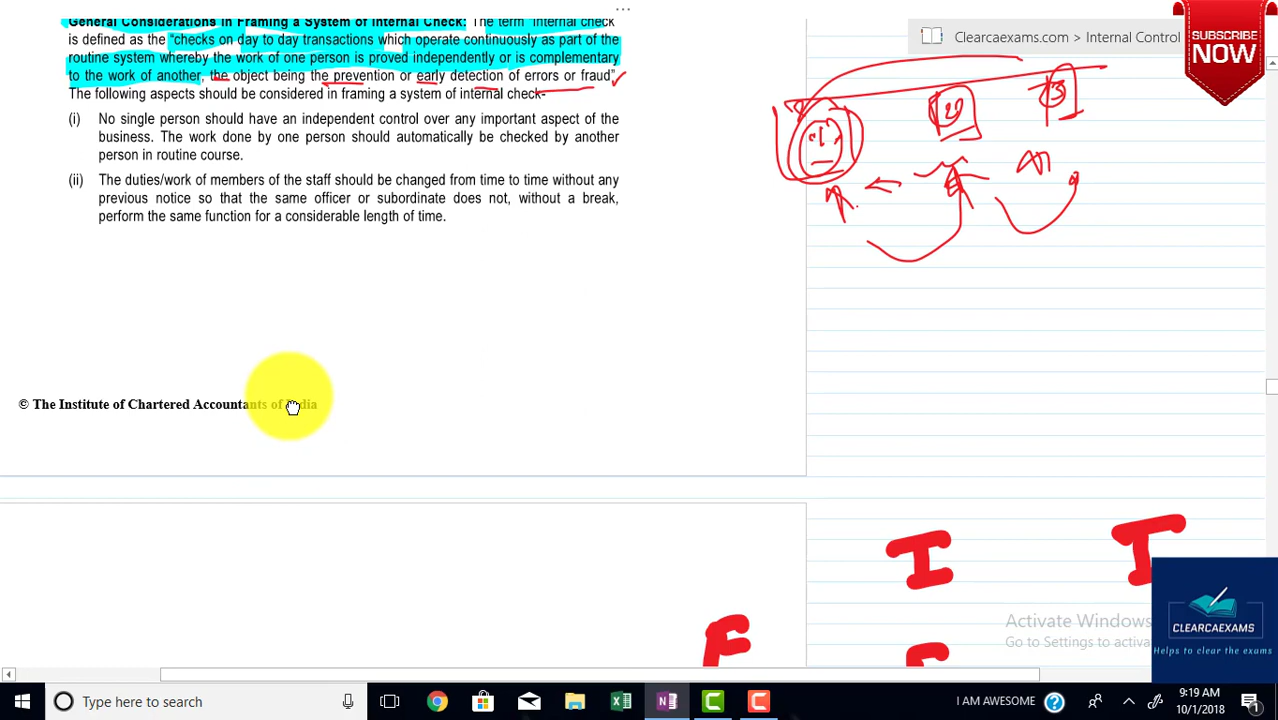 General Considerations in Framing a System of Internal Check: The term "Internal check"
is defined as the "checks on day to day transactions which operate continuously as part of the
routine system whereby the work of one person is proved independently or is complementary
to the work of another, the object being the prevention or early detection of errors or fraud"
The following aspects should be considered in framing a system of internal check-
(i) No single person should have an independent control over any important aspect of the
business. The work done by one person should automatically be checked by another
person in routine course.
(ii) The duties/work of members of the staff should be changed from time to time without any
previous notice so that the same officer or subordinate does not, without a break,
perform the same function for a considerable length of time.
© The Institute of Chartered Accountants of India
Clearcaexams.com > Internal Control
SUBSCRIBE
NOW
I I
Activate Windows
Go to Settings to activa
CLEARCAEXAMS
Helps to clear the exams
Type here to search
I AM AWESOME
9:19 AM
10/1/2018